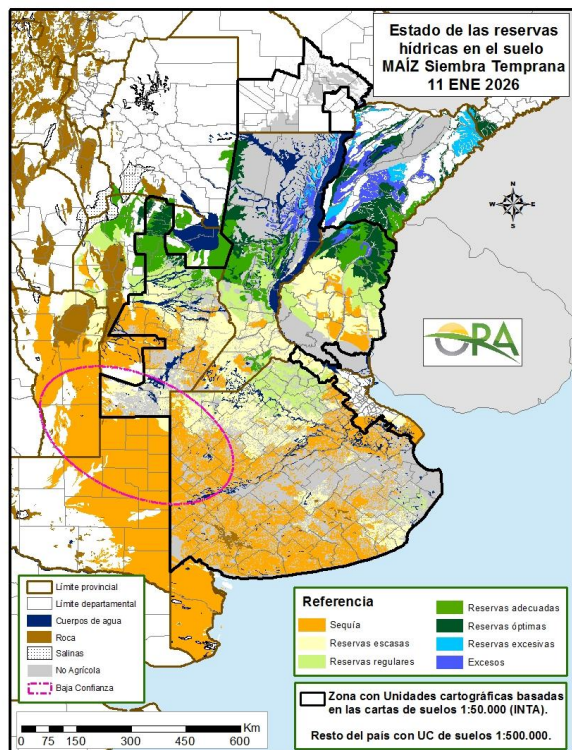 Estado de las reservas
hídricas en el suelo
MAÍZ Siembra Temprana
11 ENE 2026
N
W E
S
ORA
Límite provincial
Límite departamental
Cuerpos de agua
Roca
Salinas
No Agrícola
Baja Confianza
Referencia
Sequía
Reservas escasas
Reservas regulares
Reservas adecuadas
Reservas óptimas
Reservas excesivas
Excesos
Zona con Unidades cartográficas basadas
en las cartas de suelos 1:50.000 (INTA).
Resto del país con UC de suelos 1:500.000.
Km
0 75 150 300 450 600